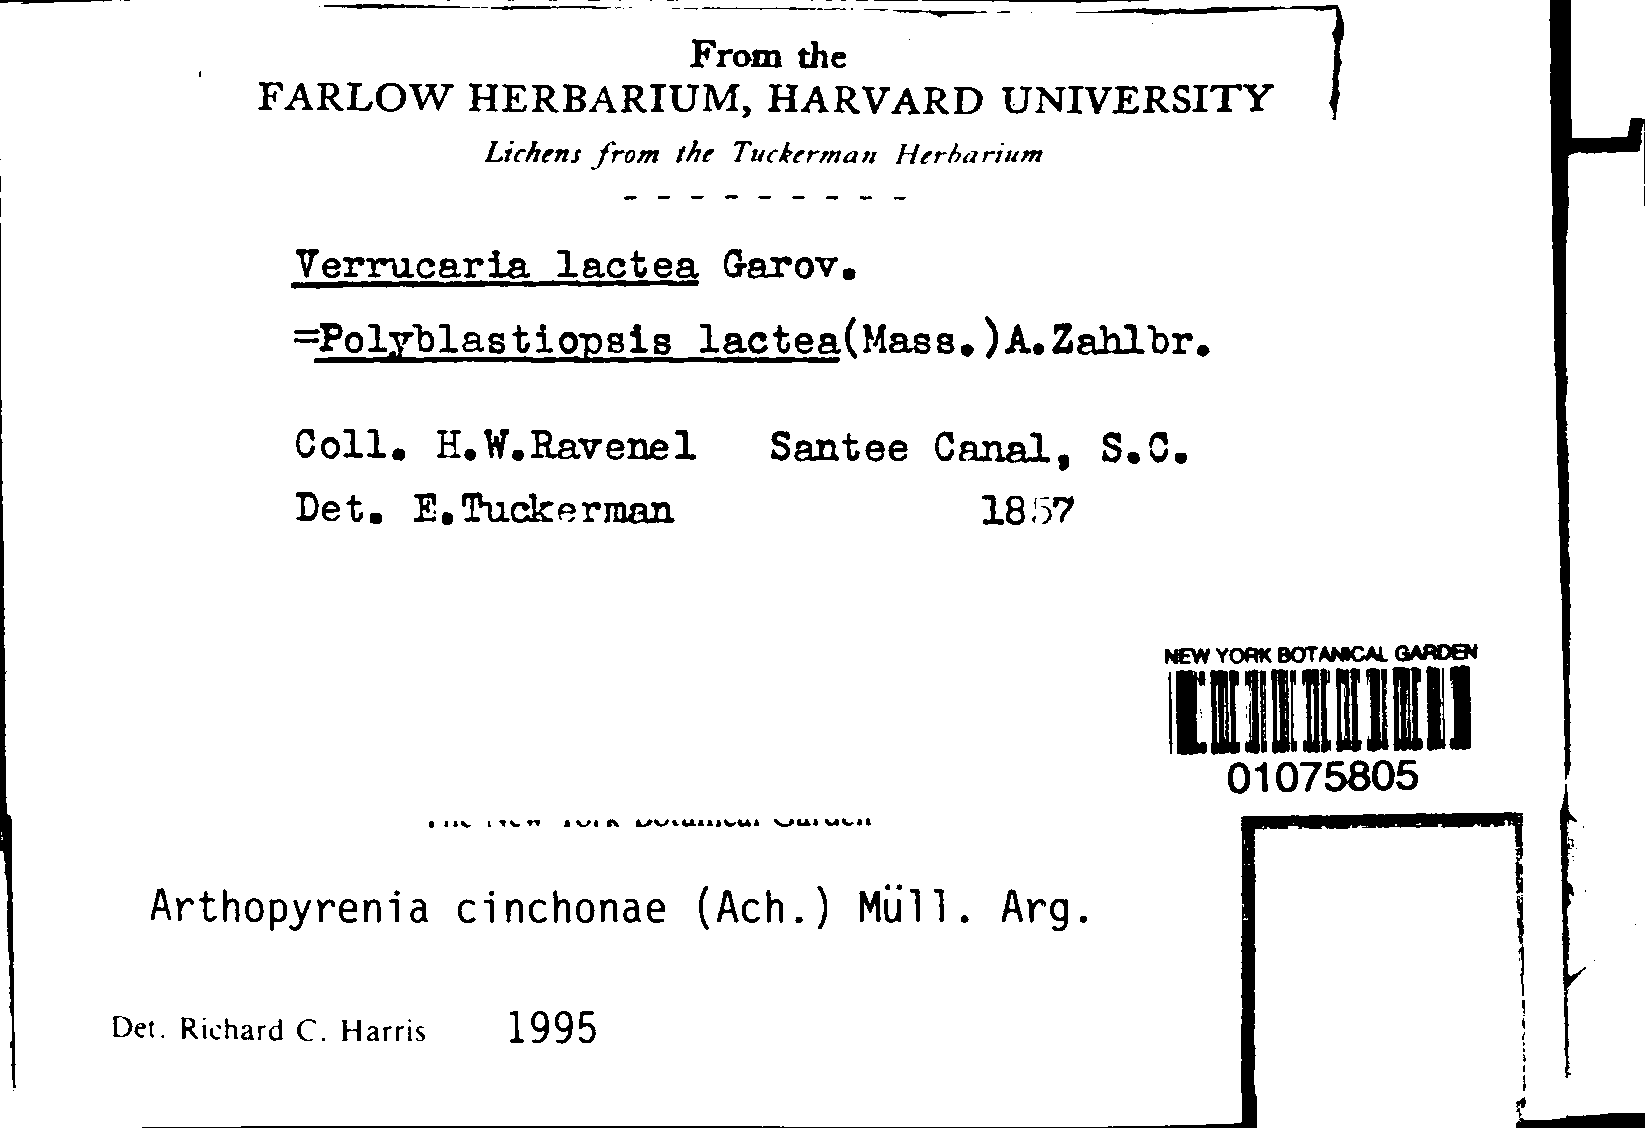 From the
FARLOW HERBARIUM, HARVARD UNIVERSITY
Lichens from the Tuckerman Herbarium
- - - - - - - - -
Verrucaria lactea Garov.
=Polyblastiopsis lactea(Mass.)A.Zahlbr.
Coll. H.W.Ravenel Santee Canal, S.C.
Det. E.Tuckerman 1857
NEW YORK BOTANICAL GARDEN
01075805
The New York Botanical Garden
Arthopyrenia cinchonae (Ach.) Müll. Arg.
Det. Richard C. Harris 1995